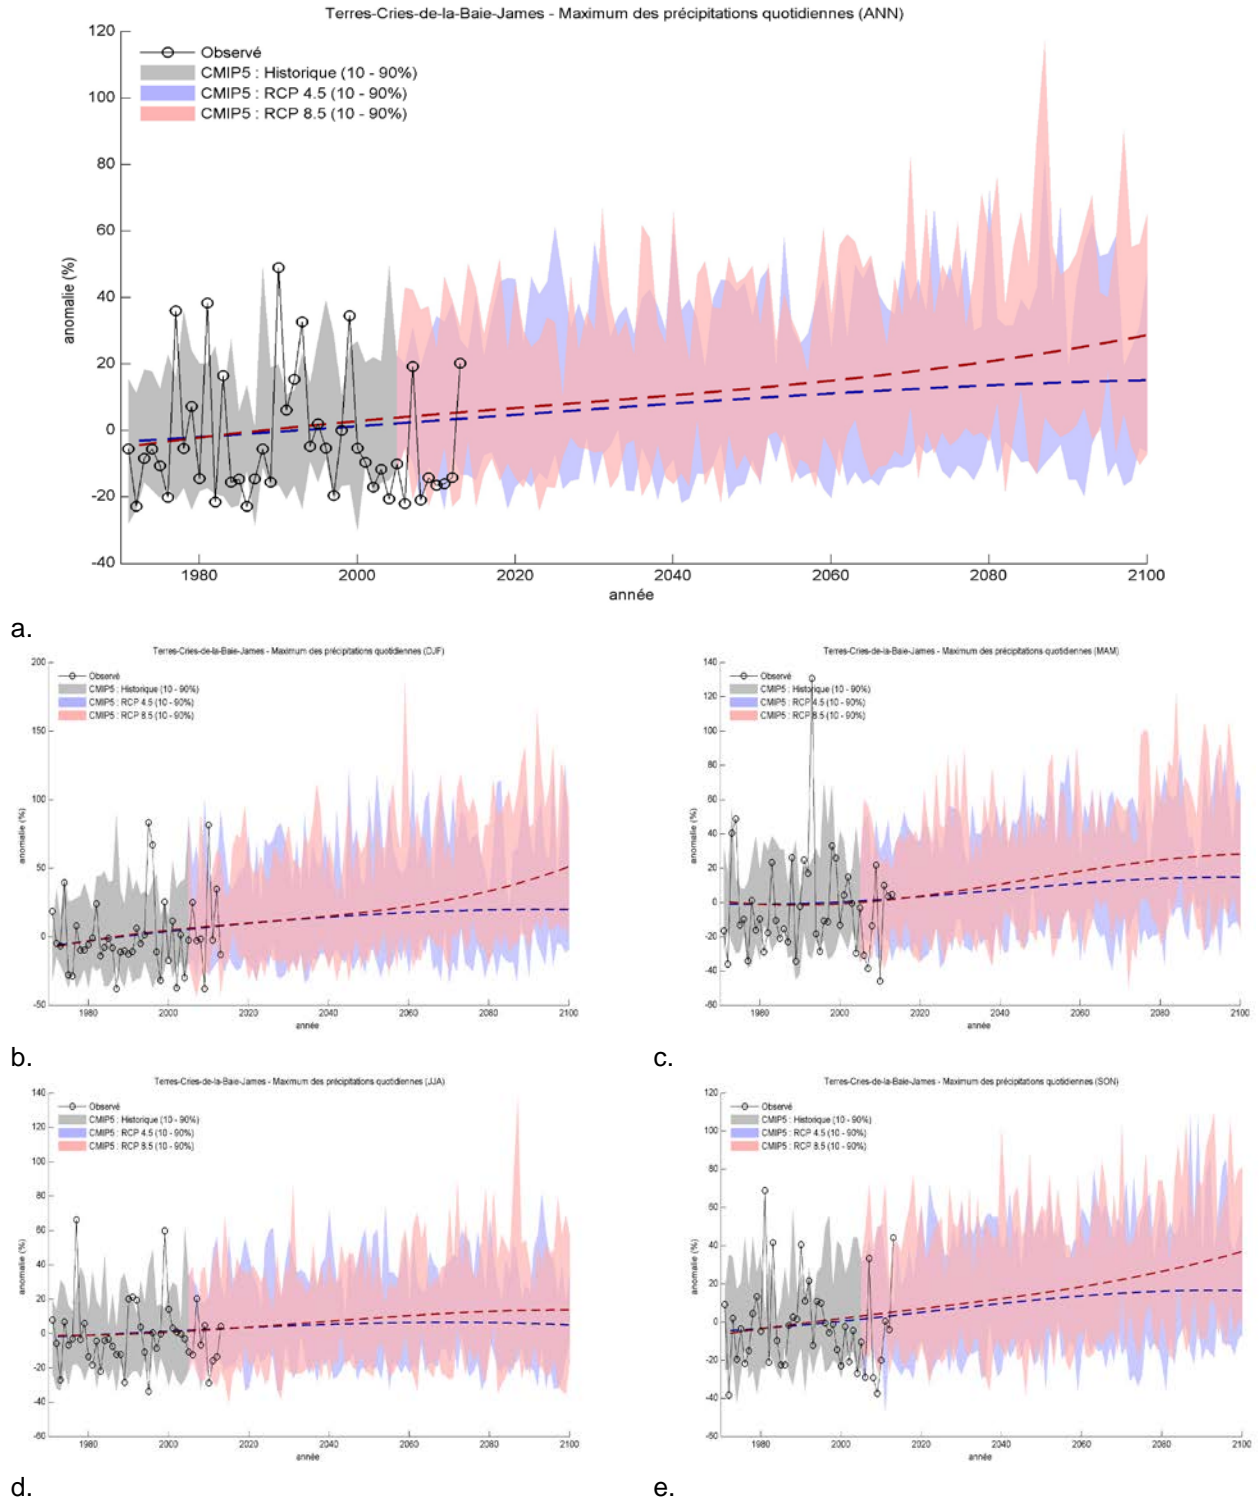 Terres-Cries-de-la-Baie-James - Maximum des précipitations quotidiennes (ANN)
Observé
CMIP5 : Historique (10 - 90%)
CMIP5 : RCP 4.5 (10 - 90%)
CMIP5 : RCP 8.5 (10 - 90%)
120
100
80
60
40
20
0
-20
-40
anomalie (%)
1980 2000 2020 2040 2060 2080 2100
année
a.
Terres-Cries-de-la-Baie-James - Maximum des précipitations quotidiennes (DJF)
Observé
CMIP5 : Historique (10 - 90%)
CMIP5 : RCP 4.5 (10 - 90%)
CMIP5 : RCP 8.5 (10 - 90%)
200
150
100
50
0
-50
anomalie (%)
1980 2000 2020 2040 2060 2080 2100
année
b.
Terres-Cries-de-la-Baie-James - Maximum des précipitations quotidiennes (MAM)
Observé
CMIP5 : Historique (10 - 90%)
CMIP5 : RCP 4.5 (10 - 90%)
CMIP5 : RCP 8.5 (10 - 90%)
140
120
100
80
60
40
20
0
-20
-40
-60
anomalie (%)
1980 2000 2020 2040 2060 2080 2100
année
c.
Terres-Cries-de-la-Baie-James - Maximum des précipitations quotidiennes (JJA)
Observé
CMIP5 : Historique (10 - 90%)
CMIP5 : RCP 4.5 (10 - 90%)
CMIP5 : RCP 8.5 (10 - 90%)
140
120
100
80
60
40
20
0
-20
-40
-60
anomalie (%)
1980 2000 2020 2040 2060 2080 2100
année
d.
Terres-Cries-de-la-Baie-James - Maximum des précipitations quotidiennes (SON)
Observé
CMIP5 : Historique (10 - 90%)
CMIP5 : RCP 4.5 (10 - 90%)
CMIP5 : RCP 8.5 (10 - 90%)
120
100
80
60
40
20
0
-20
-40
-60
anomalie (%)
1980 2000 2020 2040 2060 2080 2100
année
e.